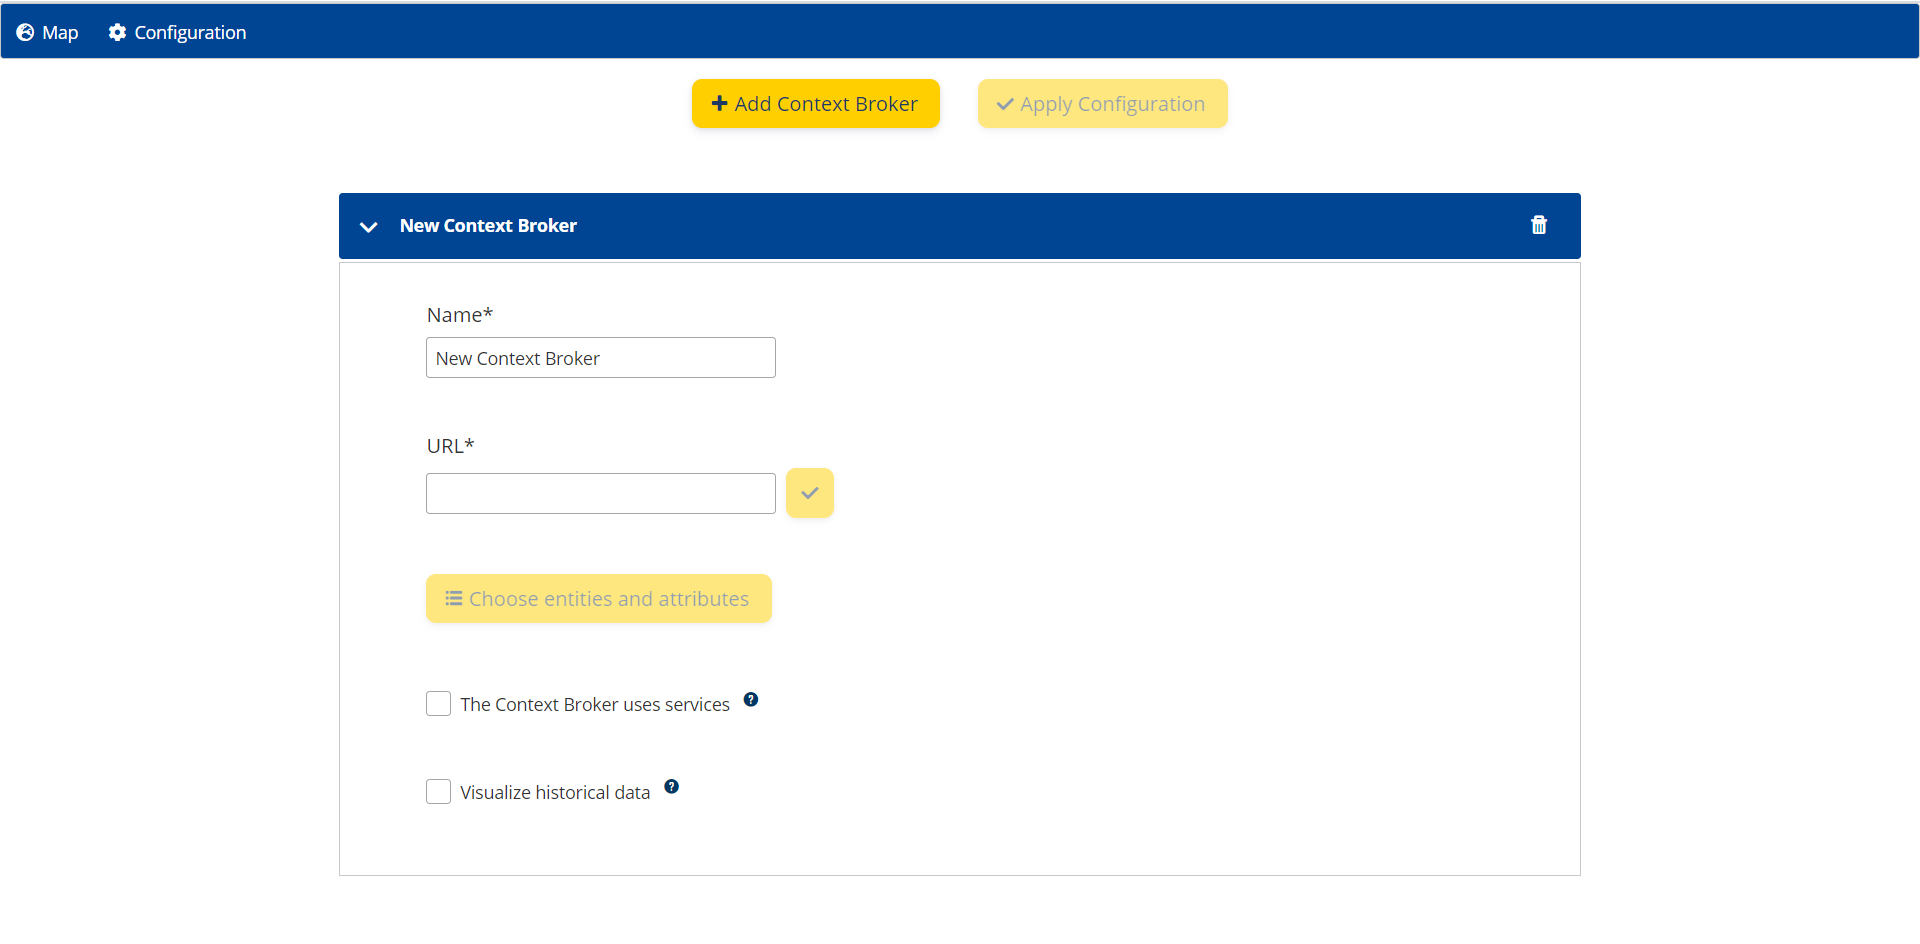 Map Configuration
Add Context Broker Apply Configuration
New Context Broker
Name*
New Context Broker
URL*
Choose entities and attributes
The Context Broker uses services ?
Visualize historical data ?